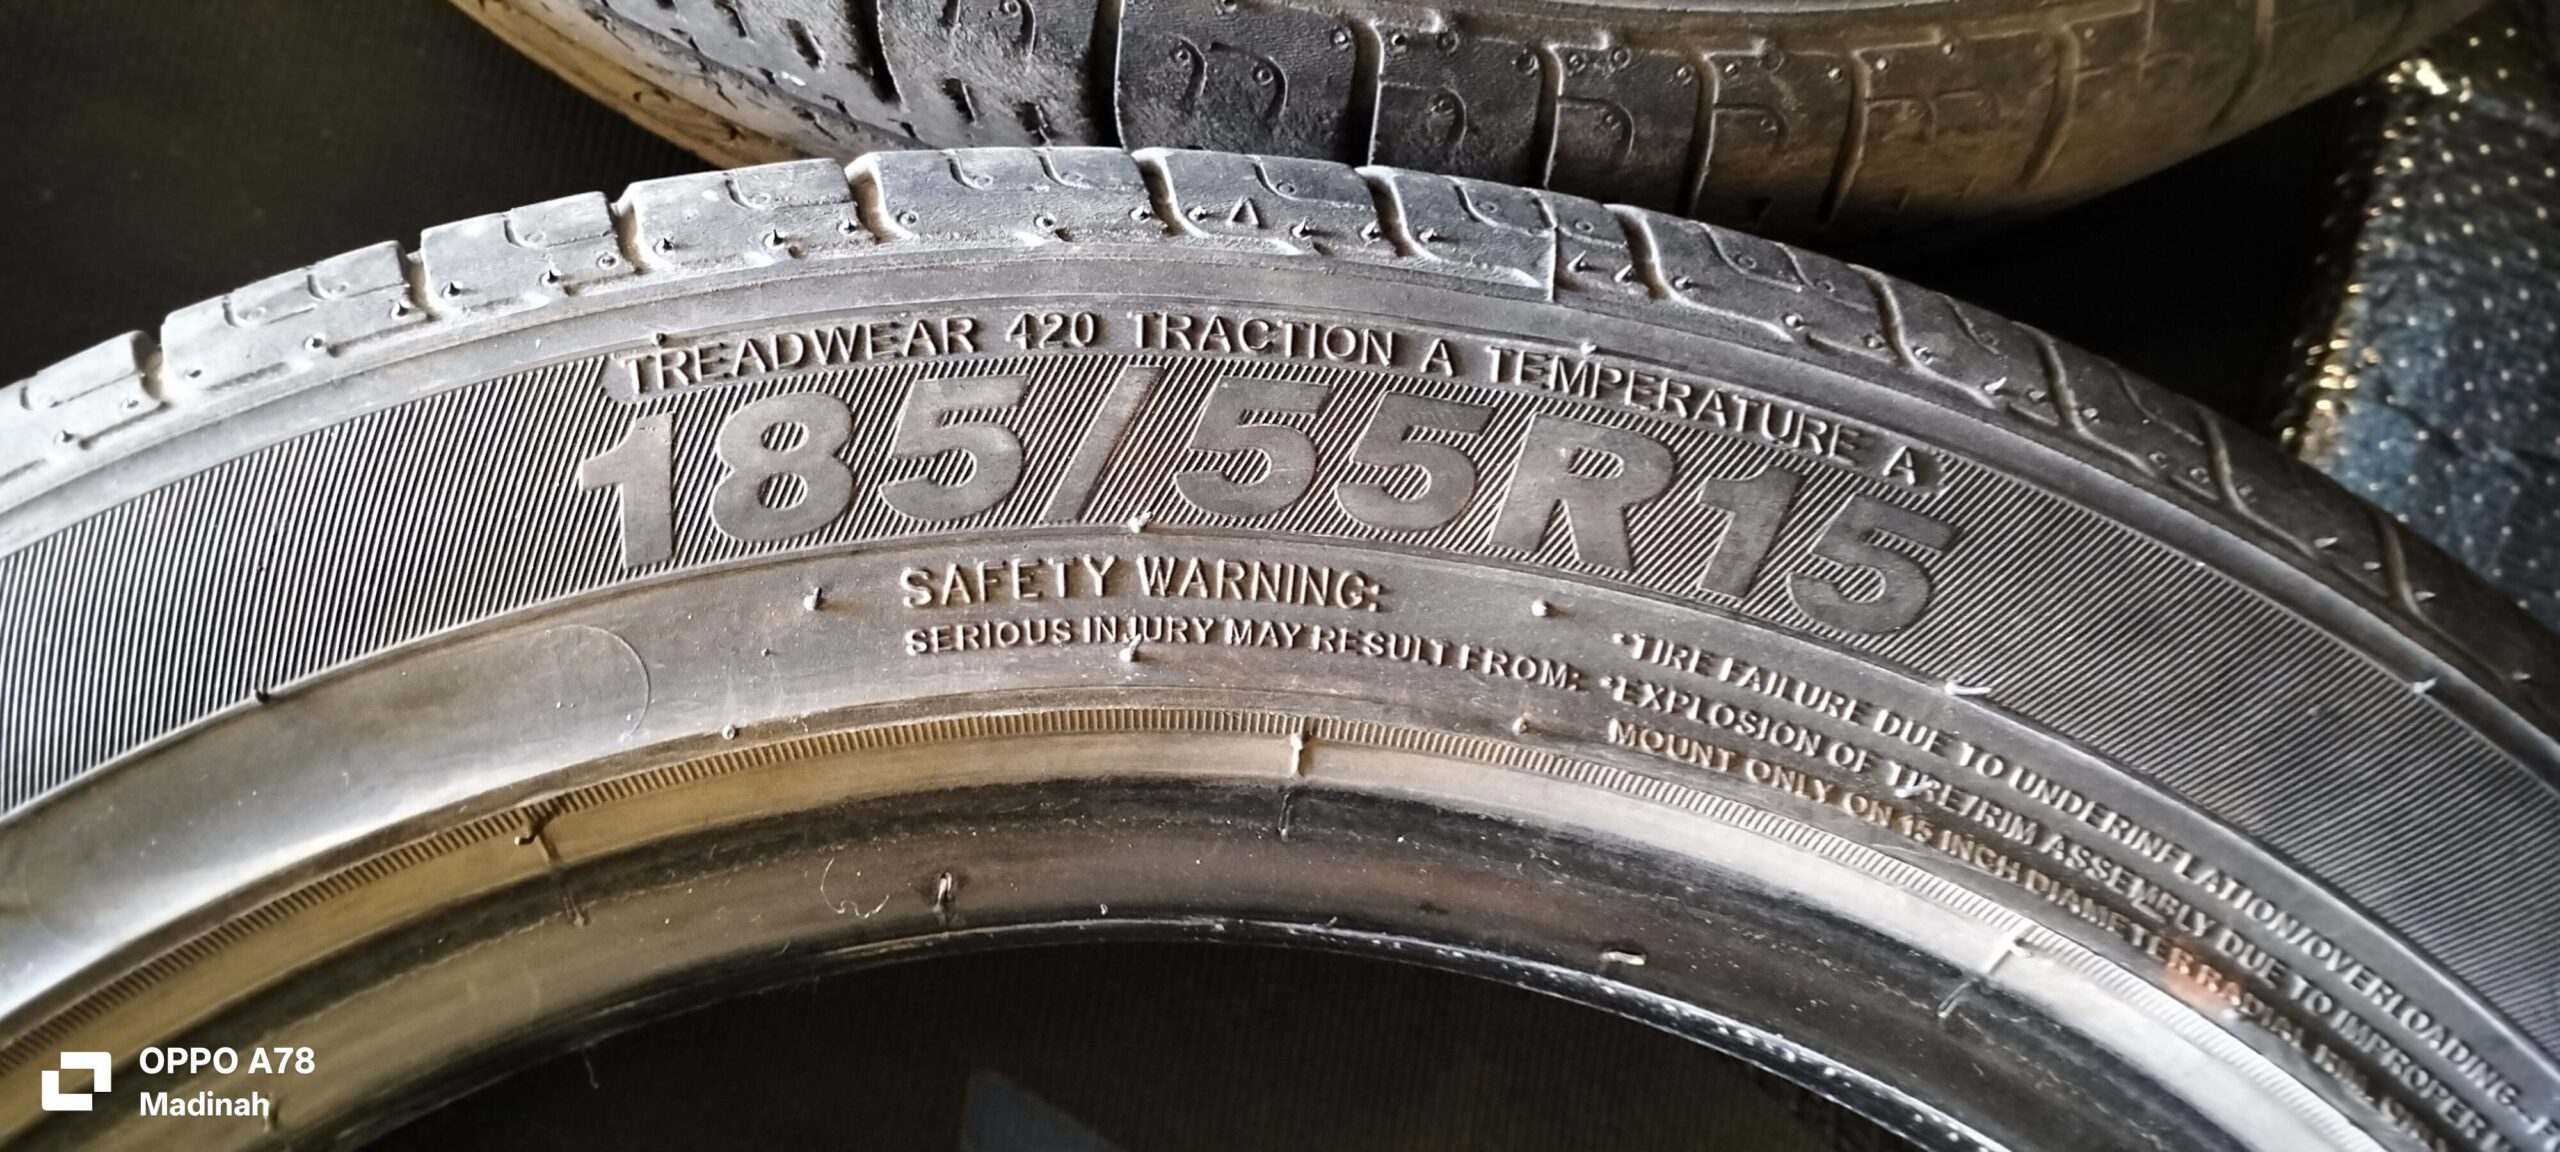 TREADWEAR 420 TRACTION A TEMPERATURE A
185/55R15
SAFETY WARNING:
SERIOUS INJURY MAY RESULT FROM:
•TIRE FAILURE DUE TO UNDERINFLATION/OVERLOADING
•EXPLOSION OF TIRE/RIM ASSEMBLY DUE TO IMPROPER
MOUNT ONLY ON 15 INCH DIAMETER RADIAL RIM
OPPO A78
Madinah